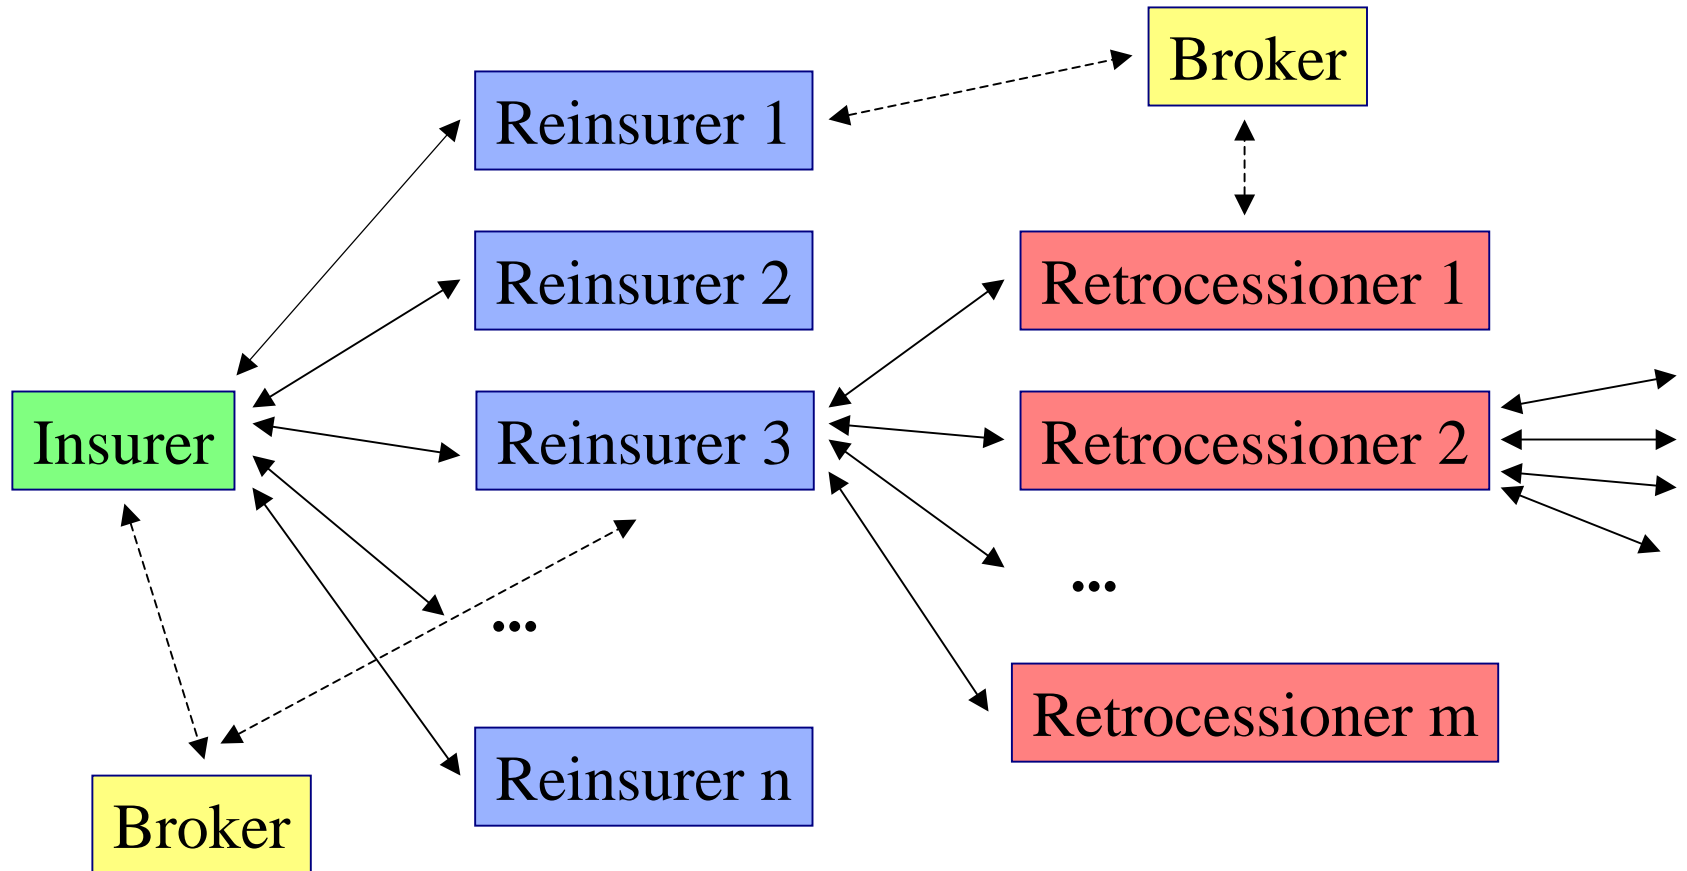 Broker
Reinsurer 1
Reinsurer 2
Retrocessioner 1
Insurer
Reinsurer 3
Retrocessioner 2
...
...
Retrocessioner m
Reinsurer n
Broker